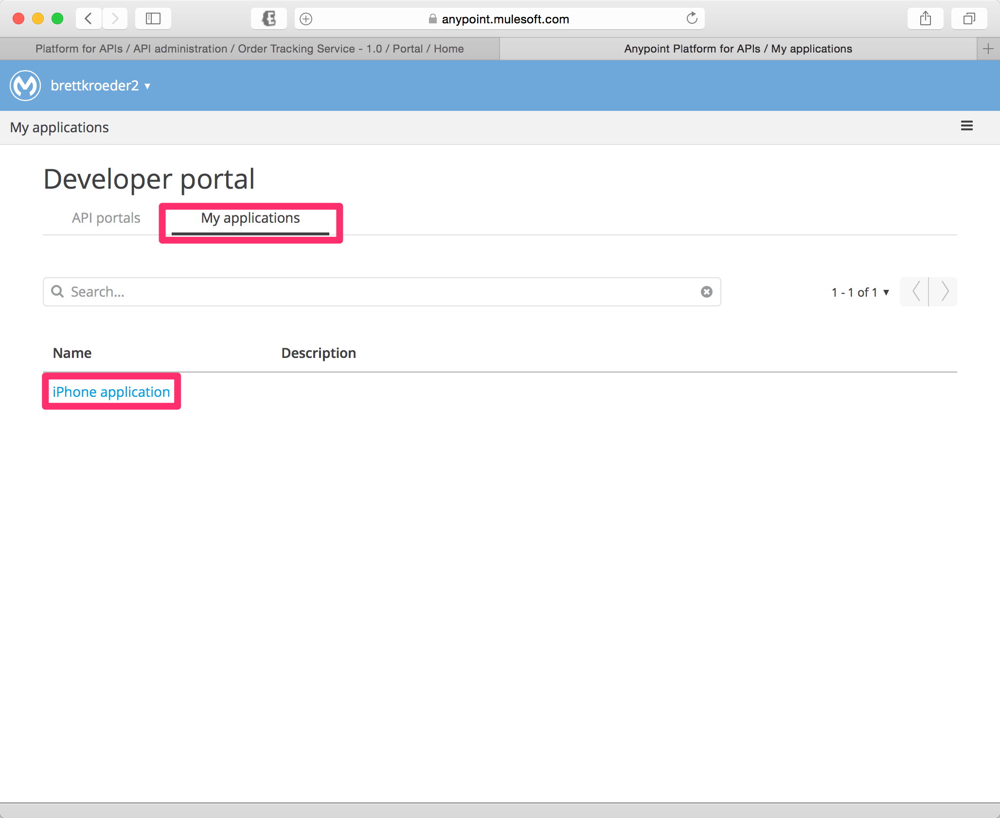 anypoint.mulesoft.com
Platform for APIs / API administration / Order Tracking Service - 1.0 / Portal / Home
Anypoint Platform for APIs / My applications
brettkroeder2 ▼
My applications
Developer portal
API portals
My applications
Search...
1 - 1 of 1 ▼
Name
Description
iPhone application